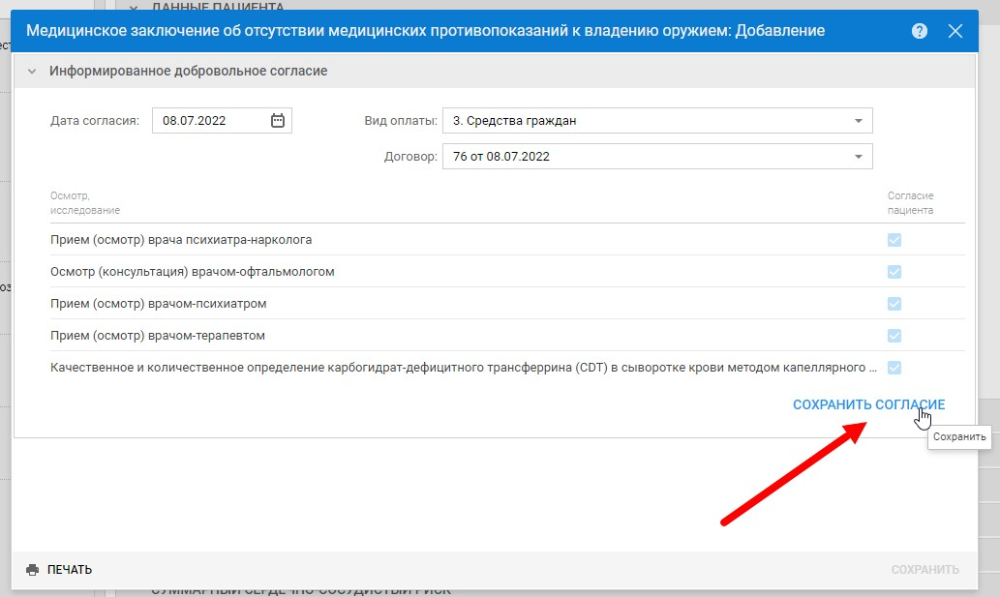 ДАННЫЕ ПАЦИЕНТА
Медицинское заключение об отсутствии медицинских противопоказаний к владению оружием: Добавление
?
Информированное добровольное согласие
Дата согласия: 08.07.2022 Вид оплаты: 3. Средства граждан
Договор: 76 от 08.07.2022
Осмотр, Согласие
исследование пациента
Прием (осмотр) врача психиатра-нарколога
Осмотр (консультация) врачом-офтальмологом
Прием (осмотр) врачом-психиатром
Прием (осмотр) врачом-терапевтом
Качественное и количественное определение карбогидрат-дефицитного трансферрина (CDT) в сыворотке крови методом капеллярного ...
СОХРАНИТЬ СОГЛАСИЕ
Сохранить
ПЕЧАТЬ СОХРАНИТЬ
СУММАРНЫЙ СЕРДЕЧНО-СОСУДИСТЫЙ РИСК